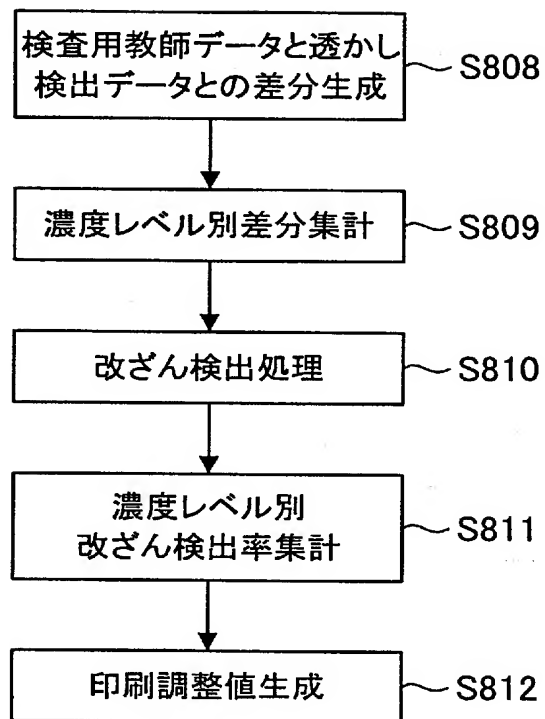 検査用教師データと透かし
検出データとの差分生成
S808
濃度レベル別差分集計
S809
改ざん検出処理
S810
濃度レベル別
改ざん検出率集計
S811
印刷調整値生成
S812